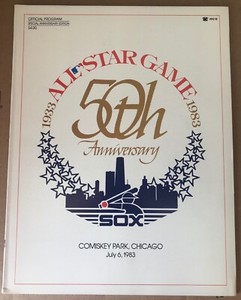 OFFICIAL PROGRAM
SPECIAL ANNIVERSARY EDITION
1933 ALL STAR GAME 1983
50th
Anniversary
SOX
COMISKEY PARK, CHICAGO
July 6, 1983